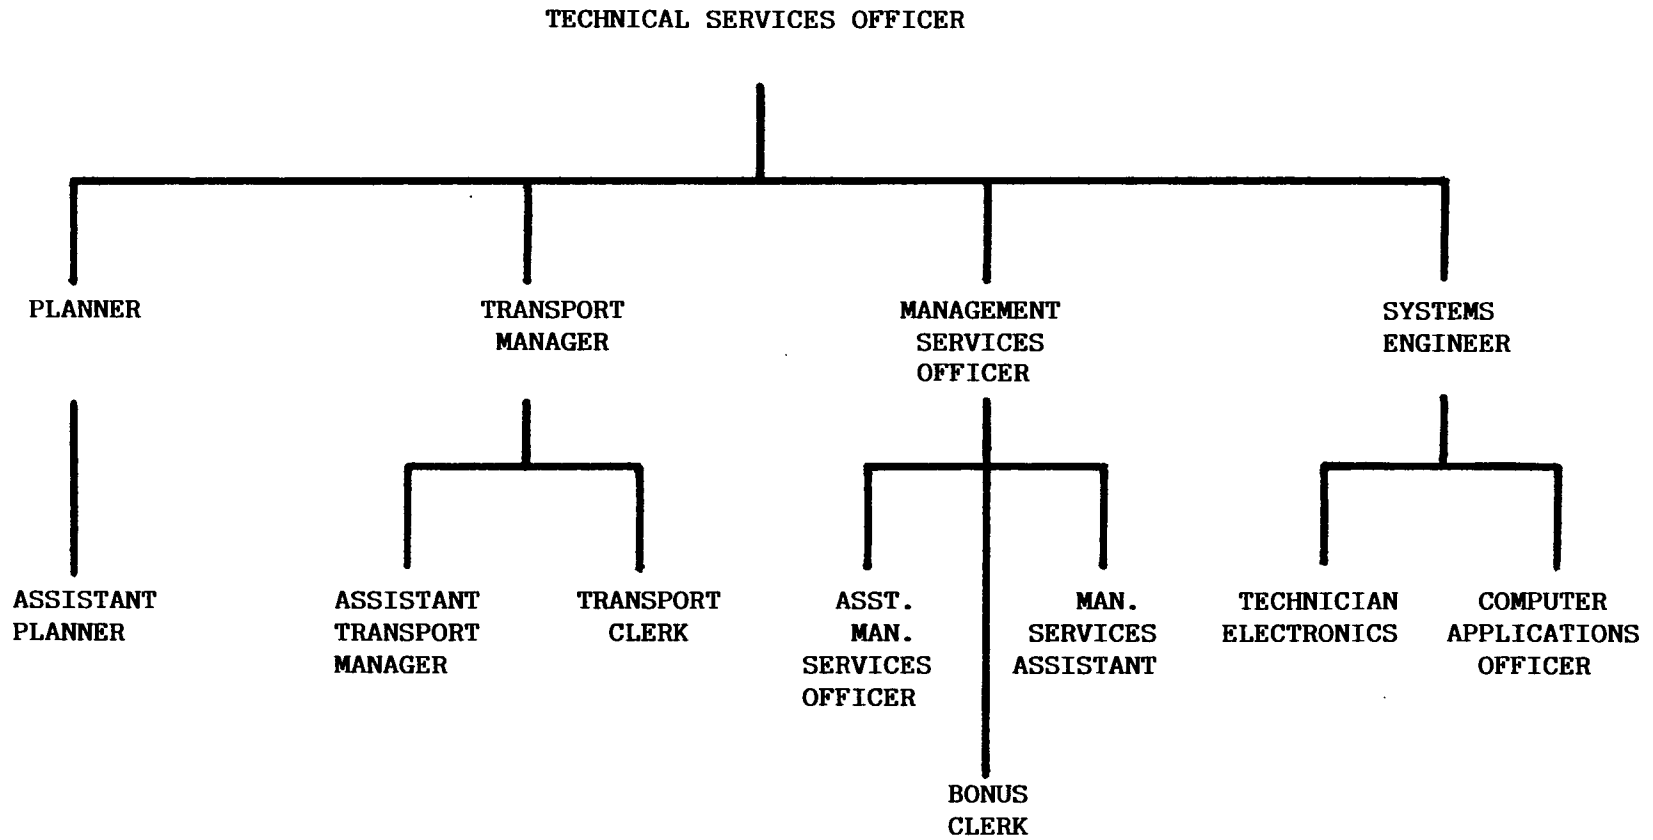 TECHNICAL SERVICES OFFICER
PLANNER
TRANSPORT
MANAGER
MANAGEMENT
SERVICES
OFFICER
SYSTEMS
ENGINEER
ASSISTANT
PLANNER
ASSISTANT
TRANSPORT
MANAGER
TRANSPORT
CLERK
ASST.
MAN.
SERVICES
OFFICER
MAN.
SERVICES
ASSISTANT
TECHNICIAN
ELECTRONICS
COMPUTER
APPLICATIONS
OFFICER
BONUS
CLERK